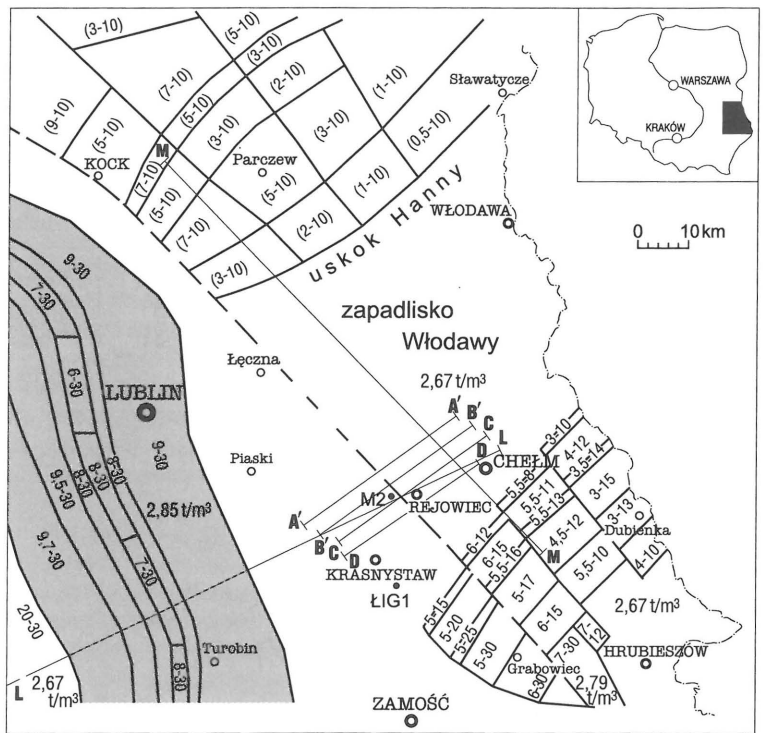 (3-10)
(5-10)
(3-10)
(7-10)
(5-10)
(2-10)
(1-10)
(9-10)
(5-10)
(3-10)
(3-10)
(0,5-10)
Sławatycze
WARSZAWA
KRAKÓW
M
KOCK
(7-10)
Parczew
(5-10)
(5-10)
(1-10)
(7-10)
(2-10)
(3-10)
uskok Hanny
WŁODAWA
0 10 km
zapadlisko
Włodawy
9-30
7-30
6-30
Łęczna
LUBLIN
2,67 t/m³
A'
B'
C
L
D
CHEŁM
3-10
4-12
3,5-14
5,5-8
5,5-11
5,5-13
3-15
3-13
Dubienka
4-10
8-30
9-30
8-30
8-30
9,5-30
2,85 t/m³
Piaski
M2
REJOWIEC
A'
B'
C
D
KRASNYSTAW
ŁIG1
6-12
6-15
5,5-16
4,5-12
M
5,5-10
5-17
2,67 t/m³
5-15
5-20
5-25
5-30
6-15
7-12
7-30
6-30
Grabowiec
HRUBIESZÓW
2,79
t/m³
9,7-30
7-30
20-30
Turobin
8-30
L
2,67
t/m³
ZAMOŚĆ